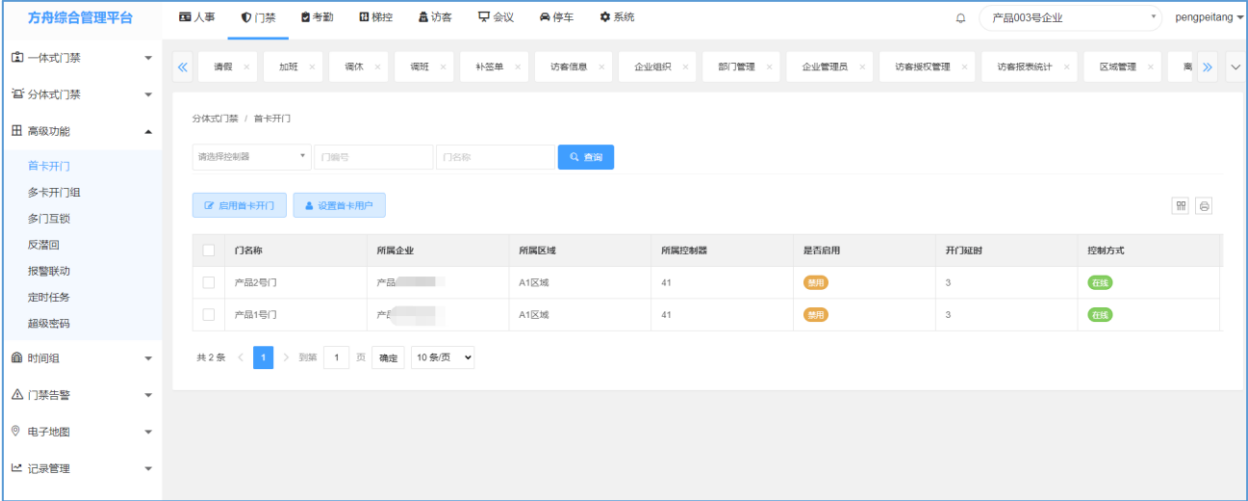 方舟综合管理平台 人事 门禁 考勤 梯控 访客 会议 停车 系统 产品003号企业 pengpeitang
一体式门禁
分体式门禁
高级功能
首卡开门
多卡开门组
多门互锁
反潜回
报警联动
定时任务
超级密码
时间组
门禁告警
电子地图
记录管理
请假 × 加班 × 调休 × 调班 × 补签单 × 访客信息 × 企业组织 × 部门管理 × 企业管理员 × 访客授权管理 × 访客报表统计 × 区域管理 ×
分体式门禁 / 首卡开门
请选择控制器 门编号 门名称 查询
启用首卡开门 设置首卡用户
门名称 所属企业 所属区域 所属控制器 是否启用 开门延时 控制方式
产品2号门 产品 A1区域 41 禁用 3 在线
产品1号门 产 A1区域 41 禁用 3 在线
共 2 条 < 1 > 到第 1 页 确定 10 条/页